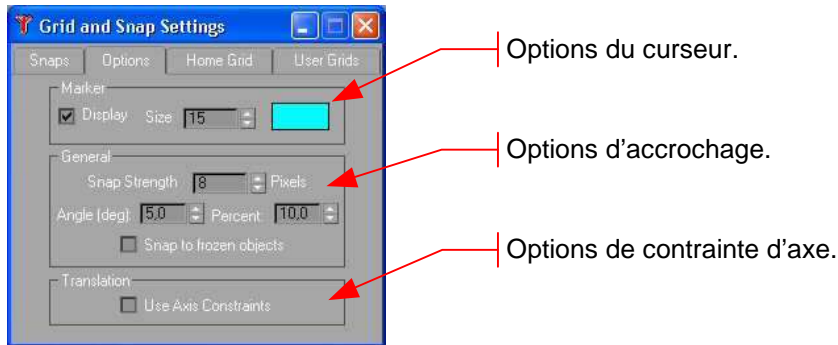 Grid and Snap Settings
Snaps Options Home Grid User Grids
Marker
Display Size 15
Options du curseur.
General
Snap Strength 8 Pixels
Angle (deg): 5,0 Percent: 10,0
Snap to frozen objects
Options d'accrochage.
Translation
Use Axis Constraints
Options de contrainte d'axe.